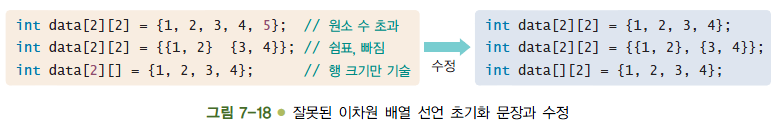 int data[2][2] = {1, 2, 3, 4, 5};  // 원소 수 초과
int data[2][2] = {{1, 2}  {3, 4}}; // 쉼표, 빠짐
int data[2][] = {1, 2, 3, 4};      // 행 크기만 기술
수정
int data[2][2] = {1, 2, 3, 4};
int data[2][2] = {{1, 2}, {3, 4}};
int data[][2] = {1, 2, 3, 4};
그림 7-18 ● 잘못된 이차원 배열 선언 초기화 문장과 수정